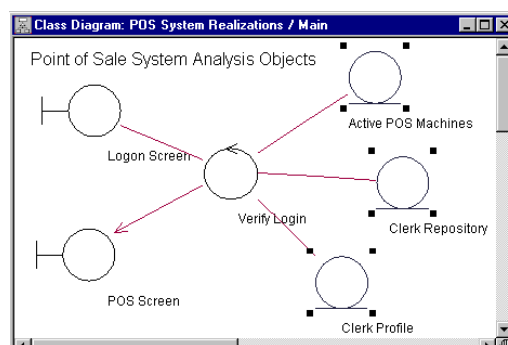 Class Diagram: POS System Realizations / Main
Point of Sale System Analysis Objects
Active POS Machines
Logon Screen
Verify Login
Clerk Repository
POS Screen
Clerk Profile